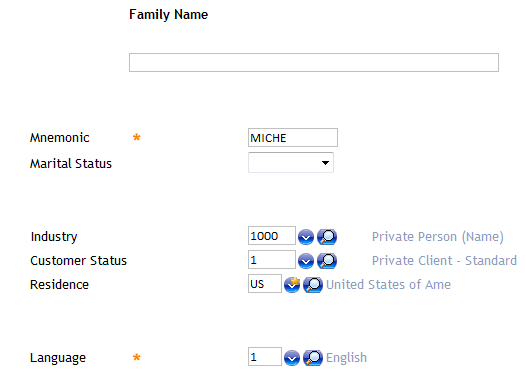 Family Name
Mnemonic * MICHE
Marital Status
Industry 1000 Private Person (Name)
Customer Status 1 Private Client - Standard
Residence US United States of Ame
Language * 1 English